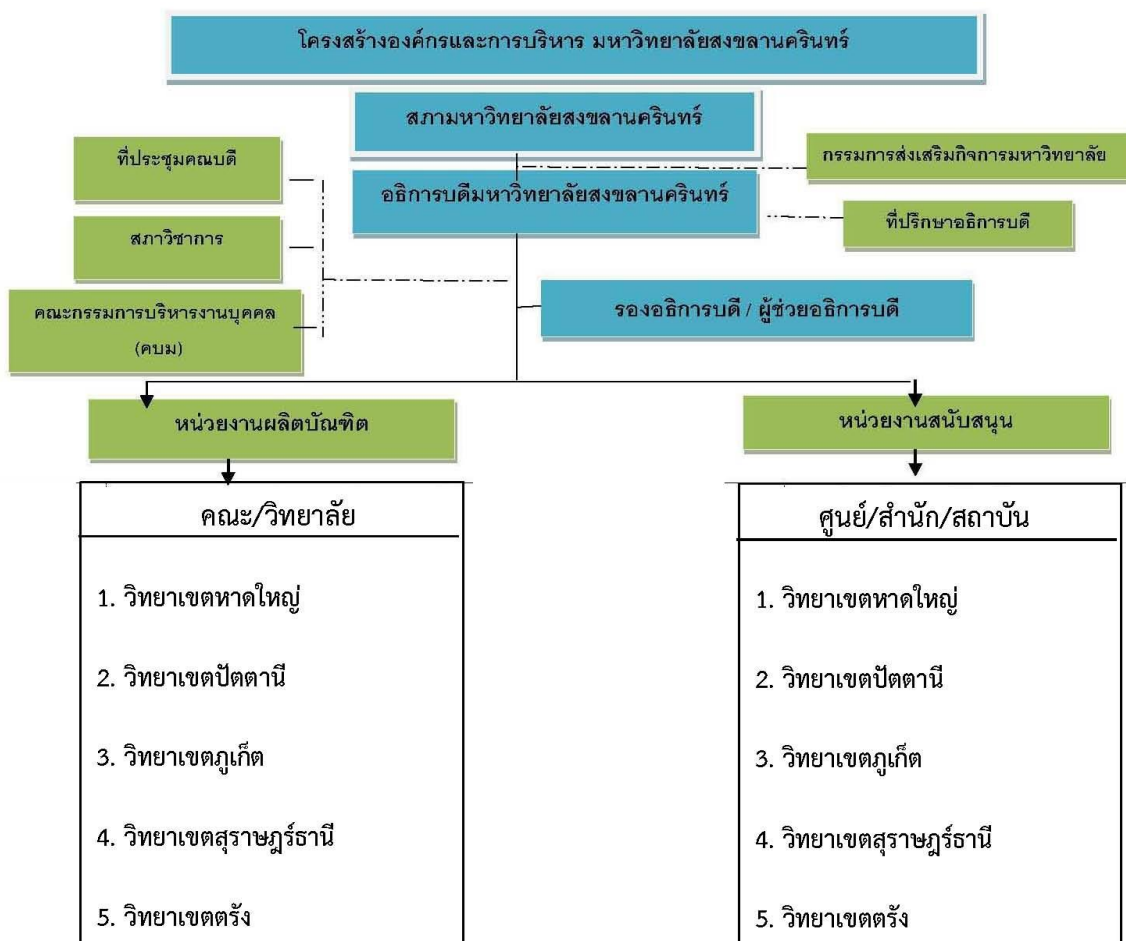 โครงสร้างองค์กรและการบริหาร มหาวิทยาลัยสงขลานครินทร์
สภามหาวิทยาลัยสงขลานครินทร์
ที่ประชุมคณบดี
กรรมการส่งเสริมกิจการมหาวิทยาลัย
อธิการบดีมหาวิทยาลัยสงขลานครินทร์
ที่ปรึกษาอธิการบดี
สภาวิชาการ
คณะกรรมการบริหารงานบุคคล
(คบม)
รองอธิการบดี / ผู้ช่วยอธิการบดี
หน่วยงานผลิตบัณฑิต
หน่วยงานสนับสนุน
คณะ/วิทยาลัย
1. วิทยาเขตหาดใหญ่
2. วิทยาเขตปัตตานี
3. วิทยาเขตภูเก็ต
4. วิทยาเขตสุราษฎร์ธานี
5. วิทยาเขตตรัง
ศูนย์/สำนัก/สถาบัน
1. วิทยาเขตหาดใหญ่
2. วิทยาเขตปัตตานี
3. วิทยาเขตภูเก็ต
4. วิทยาเขตสุราษฎร์ธานี
5. วิทยาเขตตรัง